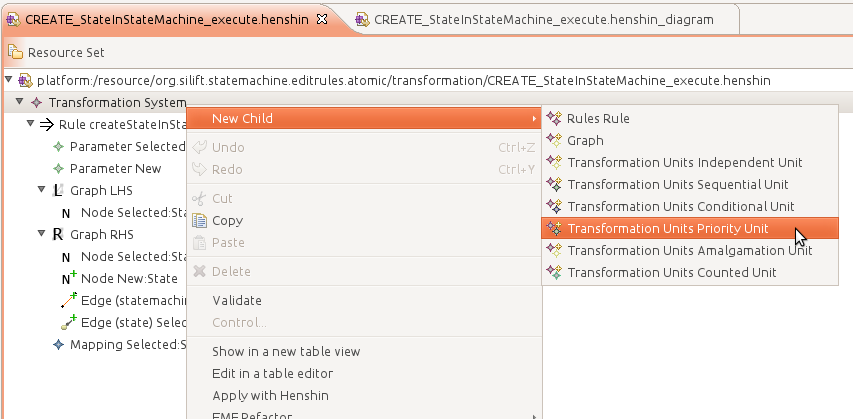 CREATE_StateInStateMachine_execute.henshin
CREATE_StateInStateMachine_execute.henshin_diagram
Resource Set
platform:/resource/org.silift.statemachine.editrules.atomic/transformation/CREATE_StateInStateMachine_execute.henshin
Transformation System
Rule createStateInSta
Parameter Selected
Parameter New
L Graph LHS
N Node Selected:Sta
R Graph RHS
N Node Selected:Sta
N Node New:State
Edge (statemachin
Edge (state) Selec
Mapping Selected:S
New Child
Undo Ctrl+Z
Redo Ctrl+Y
Cut
Copy
Paste
Delete
Validate
Control...
Show in a new table view
Edit in a table editor
Apply with Henshin
EMF Refactor
Rules Rule
Graph
Transformation Units Independent Unit
Transformation Units Sequential Unit
Transformation Units Conditional Unit
Transformation Units Priority Unit
Transformation Units Amalgamation Unit
Transformation Units Counted Unit